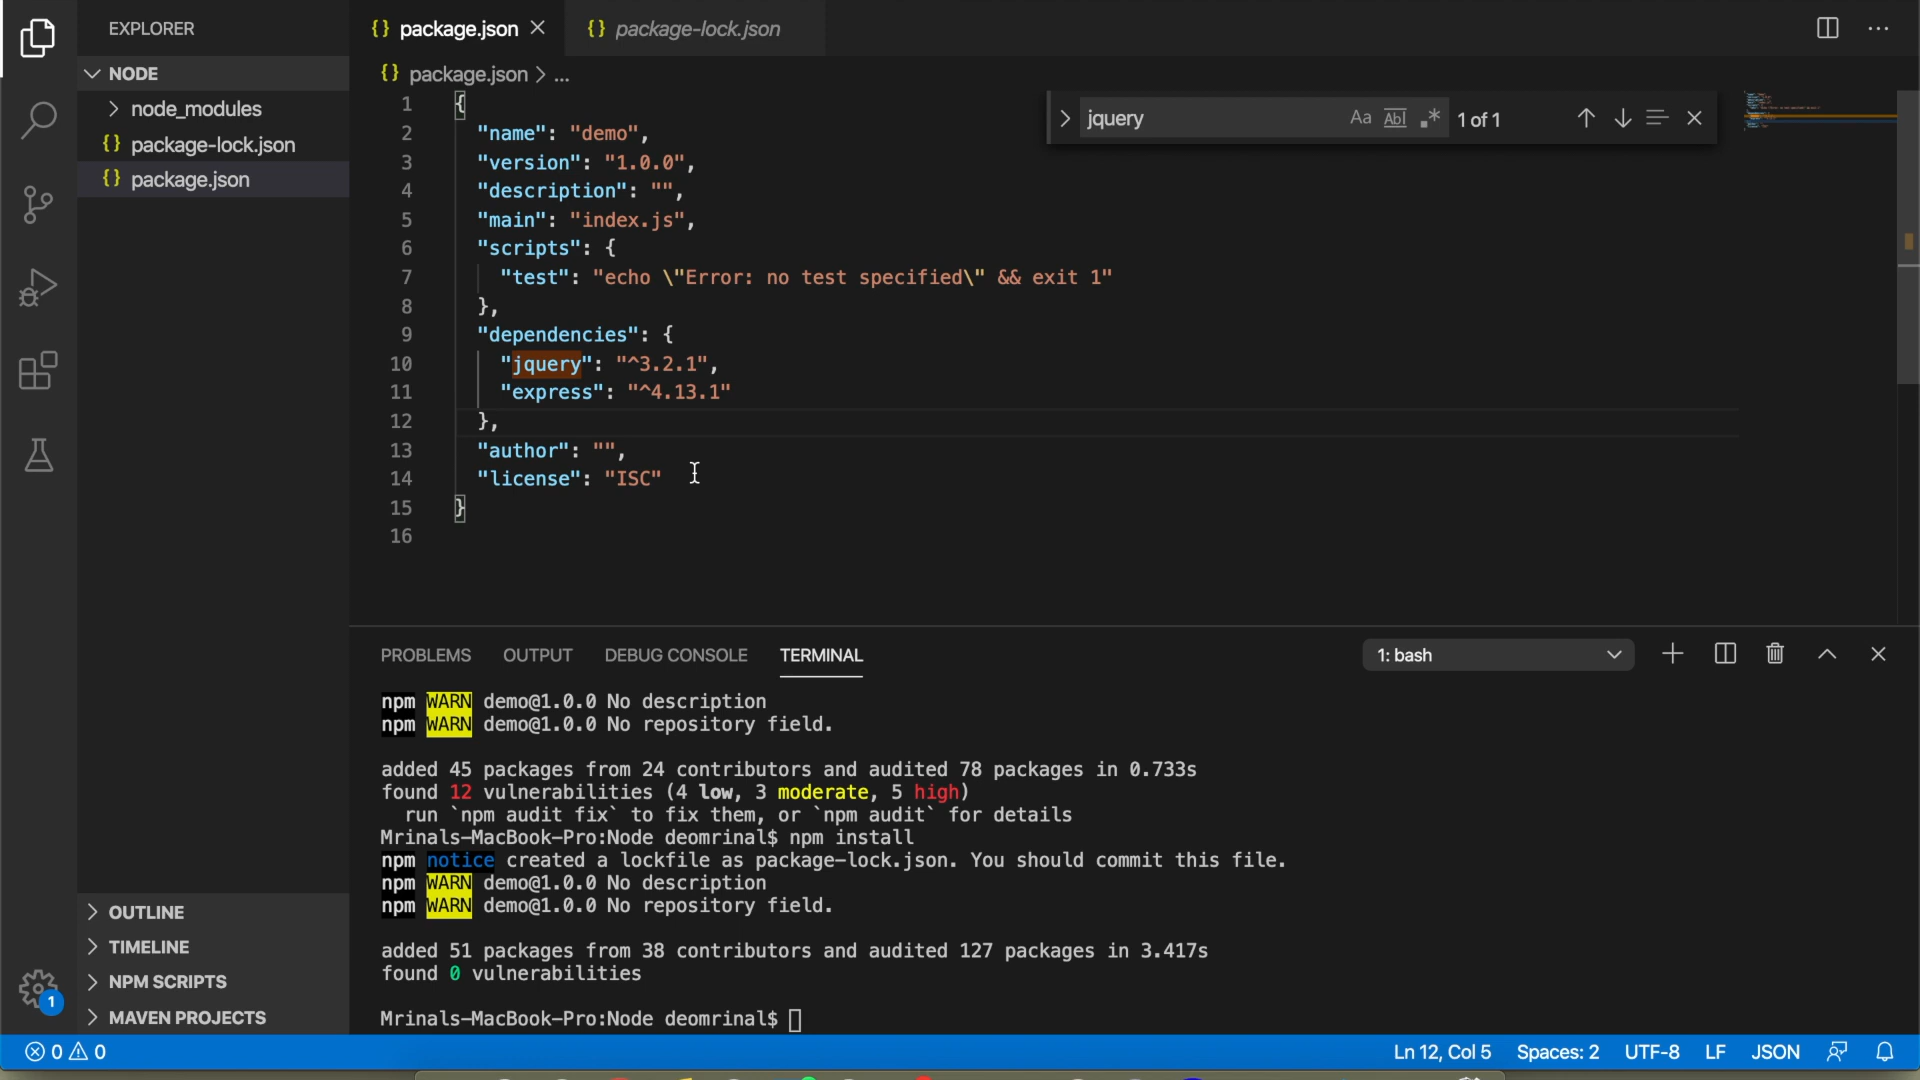 EXPLORER
NODE
node_modules
package-lock.json
package.json
package.json
package-lock.json
package.json > ...
jquery Aa Abl .* 1 of 1
1 {
2 "name": "demo",
3 "version": "1.0.0",
4 "description": "",
5 "main": "index.js",
6 "scripts": {
7 "test": "echo \"Error: no test specified\" && exit 1"
8 },
9 "dependencies": {
10 "jquery": "^3.2.1",
11 "express": "^4.13.1"
12 },
13 "author": "",
14 "license": "ISC"
15 }
16
PROBLEMS OUTPUT DEBUG CONSOLE TERMINAL 1: bash
npm WARN demo@1.0.0 No description
npm WARN demo@1.0.0 No repository field.
added 45 packages from 24 contributors and audited 78 packages in 0.733s
found 12 vulnerabilities (4 low, 3 moderate, 5 high)
run `npm audit fix` to fix them, or `npm audit` for details
Mrinals-MacBook-Pro:Node deomrinal$ npm install
npm notice created a lockfile as package-lock.json. You should commit this file.
npm WARN demo@1.0.0 No description
npm WARN demo@1.0.0 No repository field.
added 51 packages from 38 contributors and audited 127 packages in 3.417s
found 0 vulnerabilities
Mrinals-MacBook-Pro:Node deomrinal$
OUTLINE
TIMELINE
NPM SCRIPTS
MAVEN PROJECTS
1
0 0 Ln 12, Col 5 Spaces: 2 UTF-8 LF JSON